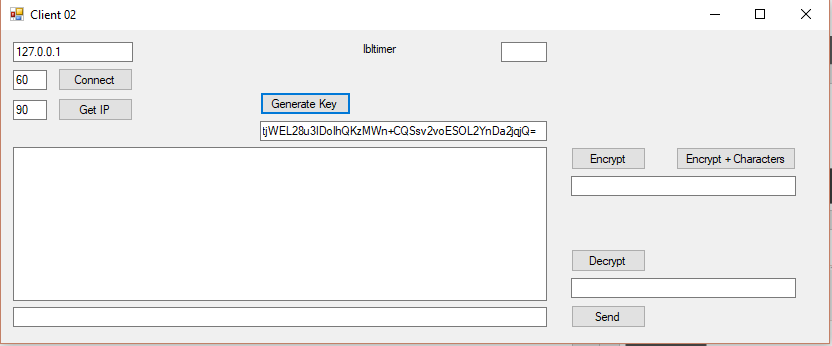 Client 02
127.0.0.1
lbltimer
60 Connect
90 Get IP
Generate Key
tjWEL28u3IDoIhQKzMWn+CQSsv2voESOL2YnDa2jqjQ=
Encrypt Encrypt + Characters
Decrypt
Send